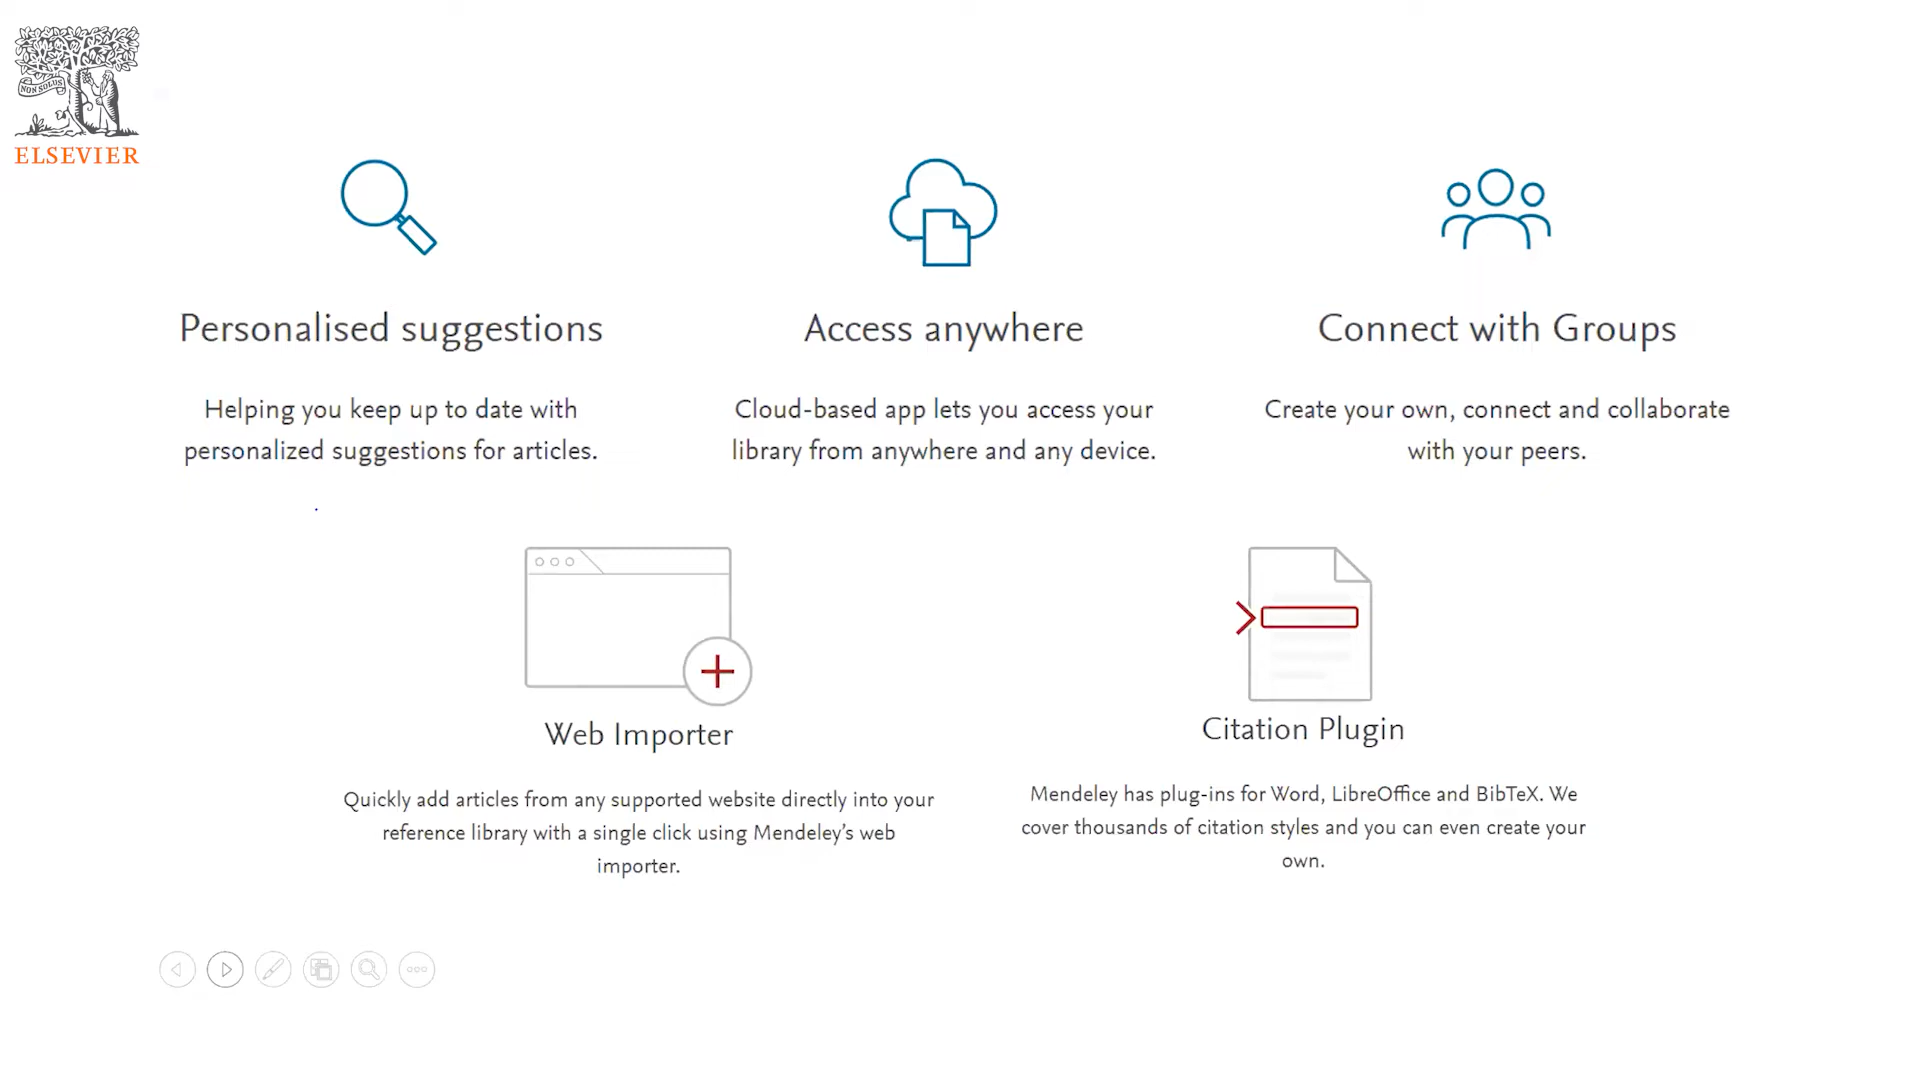 NON SOLUS
ELSEVIER
Personalised suggestions
Helping you keep up to date with
personalized suggestions for articles.
Access anywhere
Cloud-based app lets you access your
library from anywhere and any device.
Connect with Groups
Create your own, connect and collaborate
with your peers.
Web Importer
Quickly add articles from any supported website directly into your
reference library with a single click using Mendeley’s web
importer.
Citation Plugin
Mendeley has plug-ins for Word, LibreOffice and BibTeX. We
cover thousands of citation styles and you can even create your
own.